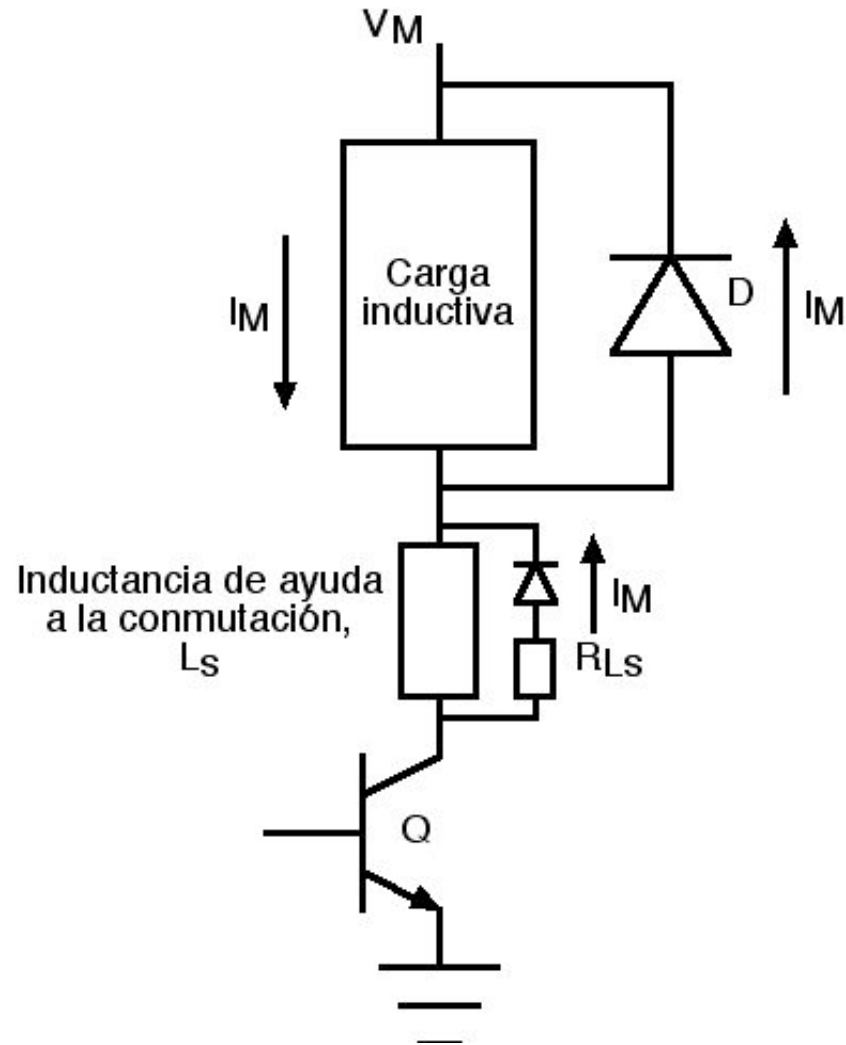 VM
Carga
inductiva
IM
D
IM
Inductancia de ayuda
a la conmutación,
Ls
IM
RLs
Q